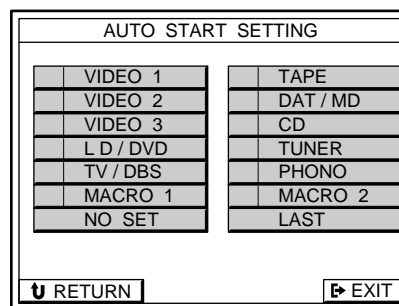 AUTO START SETTING
VIDEO 1
VIDEO 2
VIDEO 3
L D / DVD
TV / DBS
MACRO 1
NO SET
TAPE
DAT / MD
CD
TUNER
PHONO
MACRO 2
LAST
RETURN
EXIT